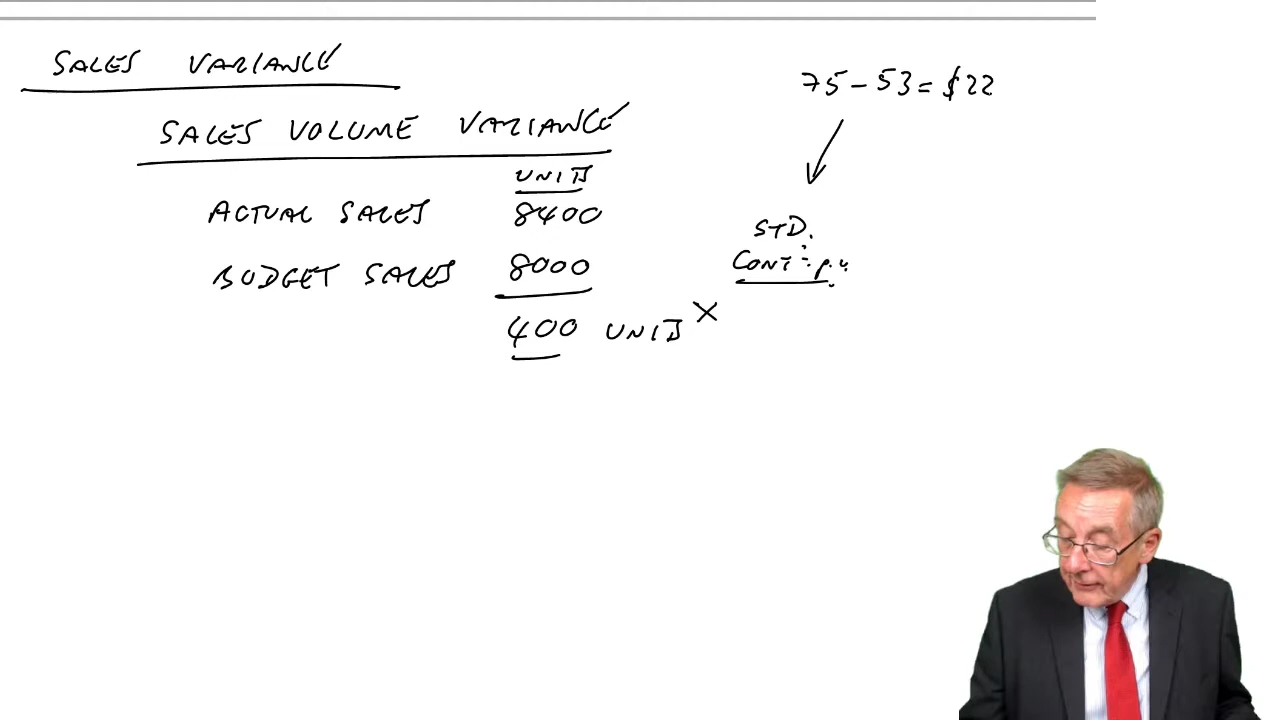 SALES VARIANCE
75 - 53 = $22
SALES VOLUME VARIANCE
UNITS
ACTUAL SALES 8400
STD.
CONT: p.u.
BUDGET SALES 8000
400 UNITS ×